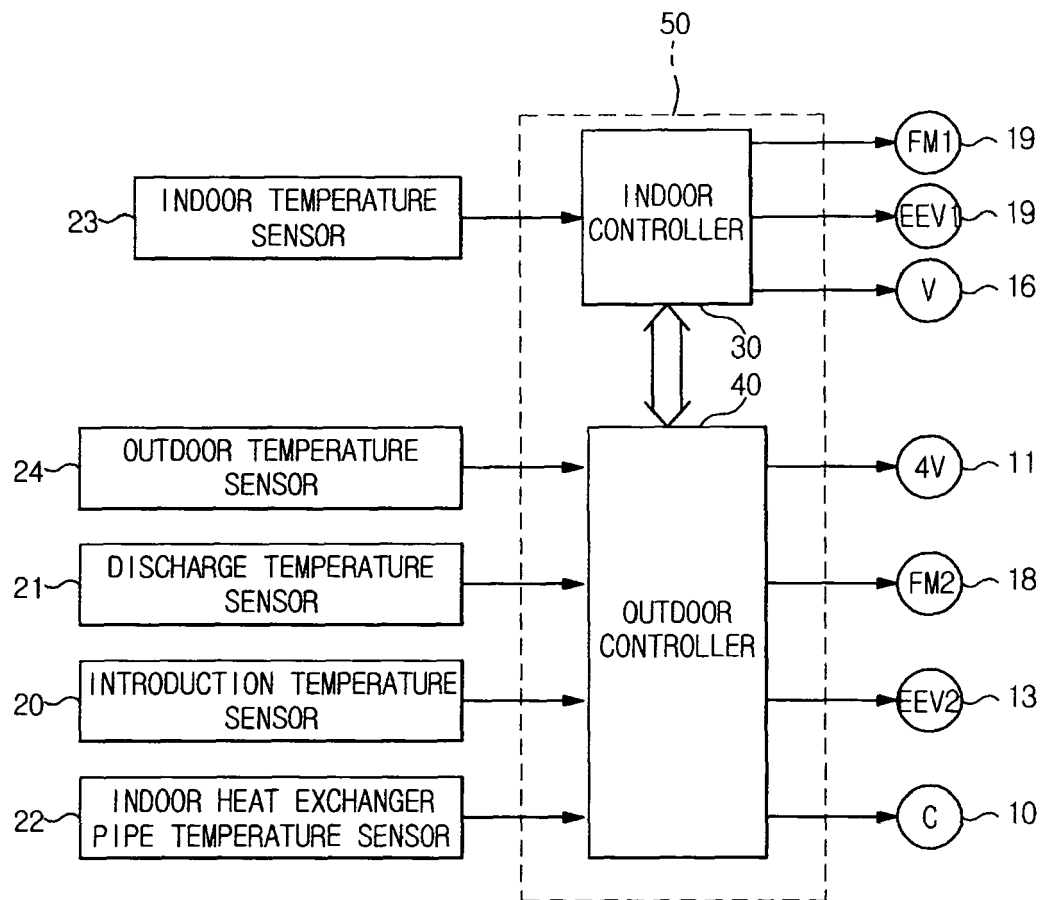 50
FM1 19
INDOOR TEMPERATURE
SENSOR
23
INDOOR
CONTROLLER
EEV1 19
V 16
30
40
OUTDOOR TEMPERATURE
SENSOR
24
4V 11
DISCHARGE TEMPERATURE
SENSOR
21
OUTDOOR
CONTROLLER
FM2 18
INTRODUCTION TEMPERATURE
SENSOR
20
EEV2 13
INDOOR HEAT EXCHANGER
PIPE TEMPERATURE SENSOR
22
C 10